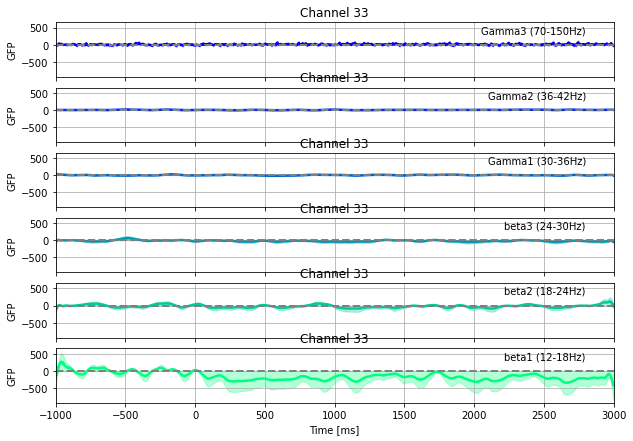 Channel 33
500
0
−500
GFP
Gamma3 (70-150Hz)
Channel 33
500
0
−500
GFP
Gamma2 (36-42Hz)
Channel 33
500
0
−500
GFP
Gamma1 (30-36Hz)
Channel 33
500
0
−500
GFP
beta3 (24-30Hz)
Channel 33
500
0
−500
GFP
beta2 (18-24Hz)
Channel 33
500
0
−500
GFP
beta1 (12-18Hz)
−1000 −500 0 500 1000 1500 2000 2500 3000
Time [ms]